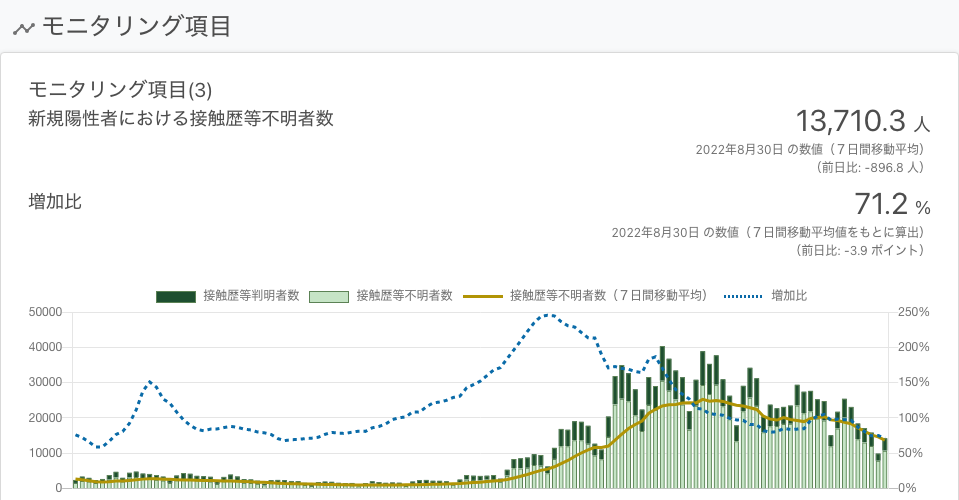 モニタリング項目
モニタリング項目(3)
新規陽性者における接触歴等不明者数
13,710.3 人
2022年8月30日 の数値（７日間移動平均）
（前日比: -896.8 人）
増加比
71.2 %
2022年8月30日 の数値（７日間移動平均値をもとに算出）
（前日比: -3.9 ポイント）
接触歴等判明者数 接触歴等不明者数 接触歴等不明者数（７日間移動平均） 増加比
50000 250%
40000 200%
30000 150%
20000 100%
10000 50%
0 0%